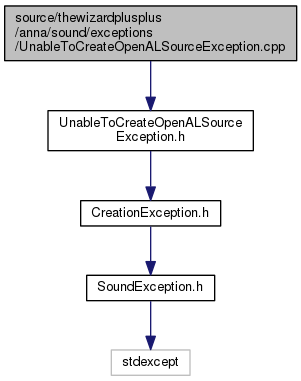 source/thewizardplusplus
/anna/sound/exceptions
/UnableToCreateOpenALSourceException.cpp
UnableToCreateOpenALSource
Exception.h
CreationException.h
SoundException.h
stdexcept